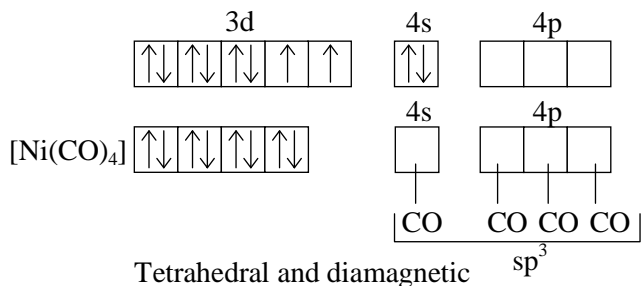 3d 4s 4p
↑↓ ↑↓ ↑↓ ↑ ↑ ↑↓
4s 4p
[Ni(CO)₄] ↑↓ ↑↓ ↑↓ ↑↓
CO CO CO CO
sp³
Tetrahedral and diamagnetic